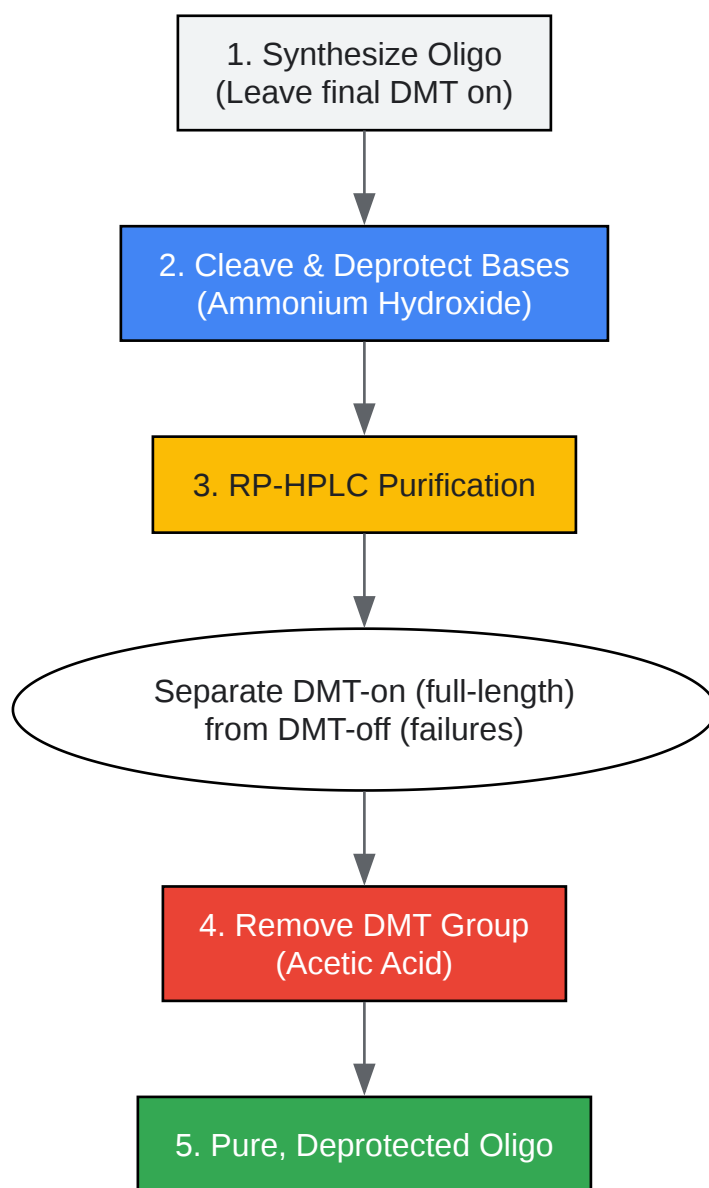 1. Synthesize Oligo
(Leave final DMT on)
2. Cleave & Deprotect Bases
(Ammonium Hydroxide)
3. RP-HPLC Purification
Separate DMT-on (full-length)
from DMT-off (failures)
4. Remove DMT Group
(Acetic Acid)
5. Pure, Deprotected Oligo